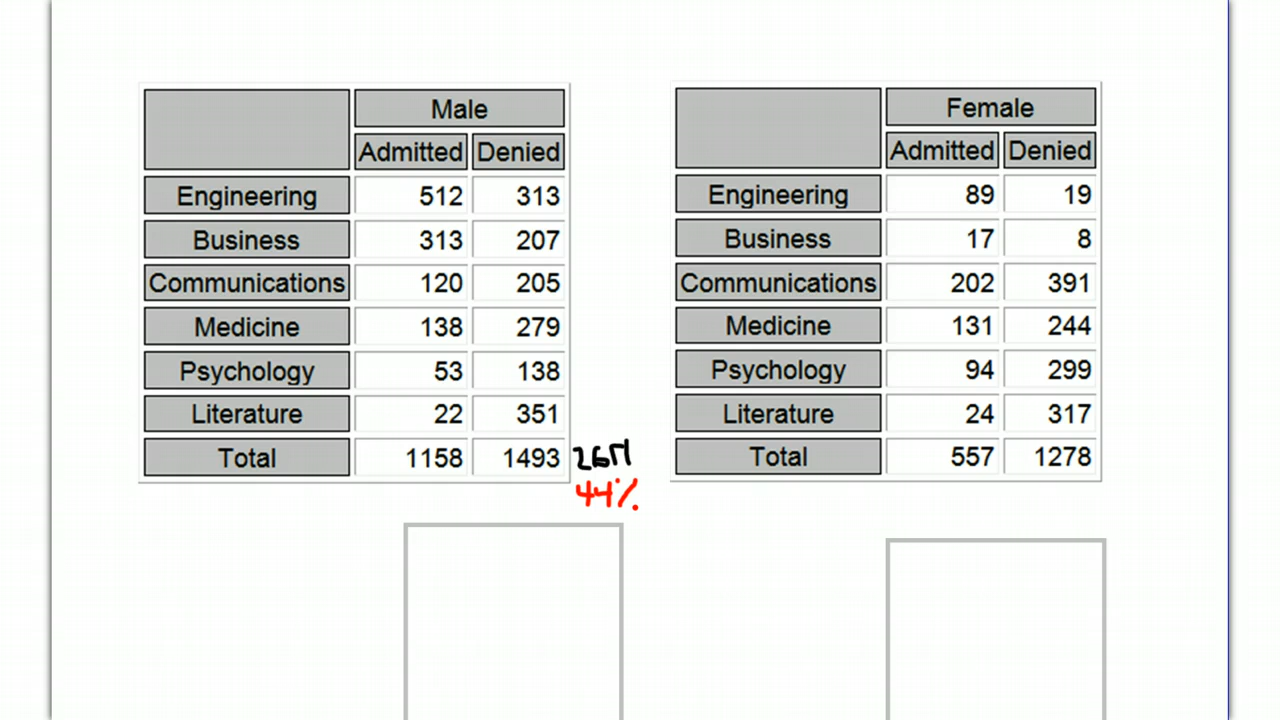 Male
Admitted Denied
Engineering 512 313
Business 313 207
Communications 120 205
Medicine 138 279
Psychology 53 138
Literature 22 351
Total 1158 1493 2651
44%
Female
Admitted Denied
Engineering 89 19
Business 17 8
Communications 202 391
Medicine 131 244
Psychology 94 299
Literature 24 317
Total 557 1278